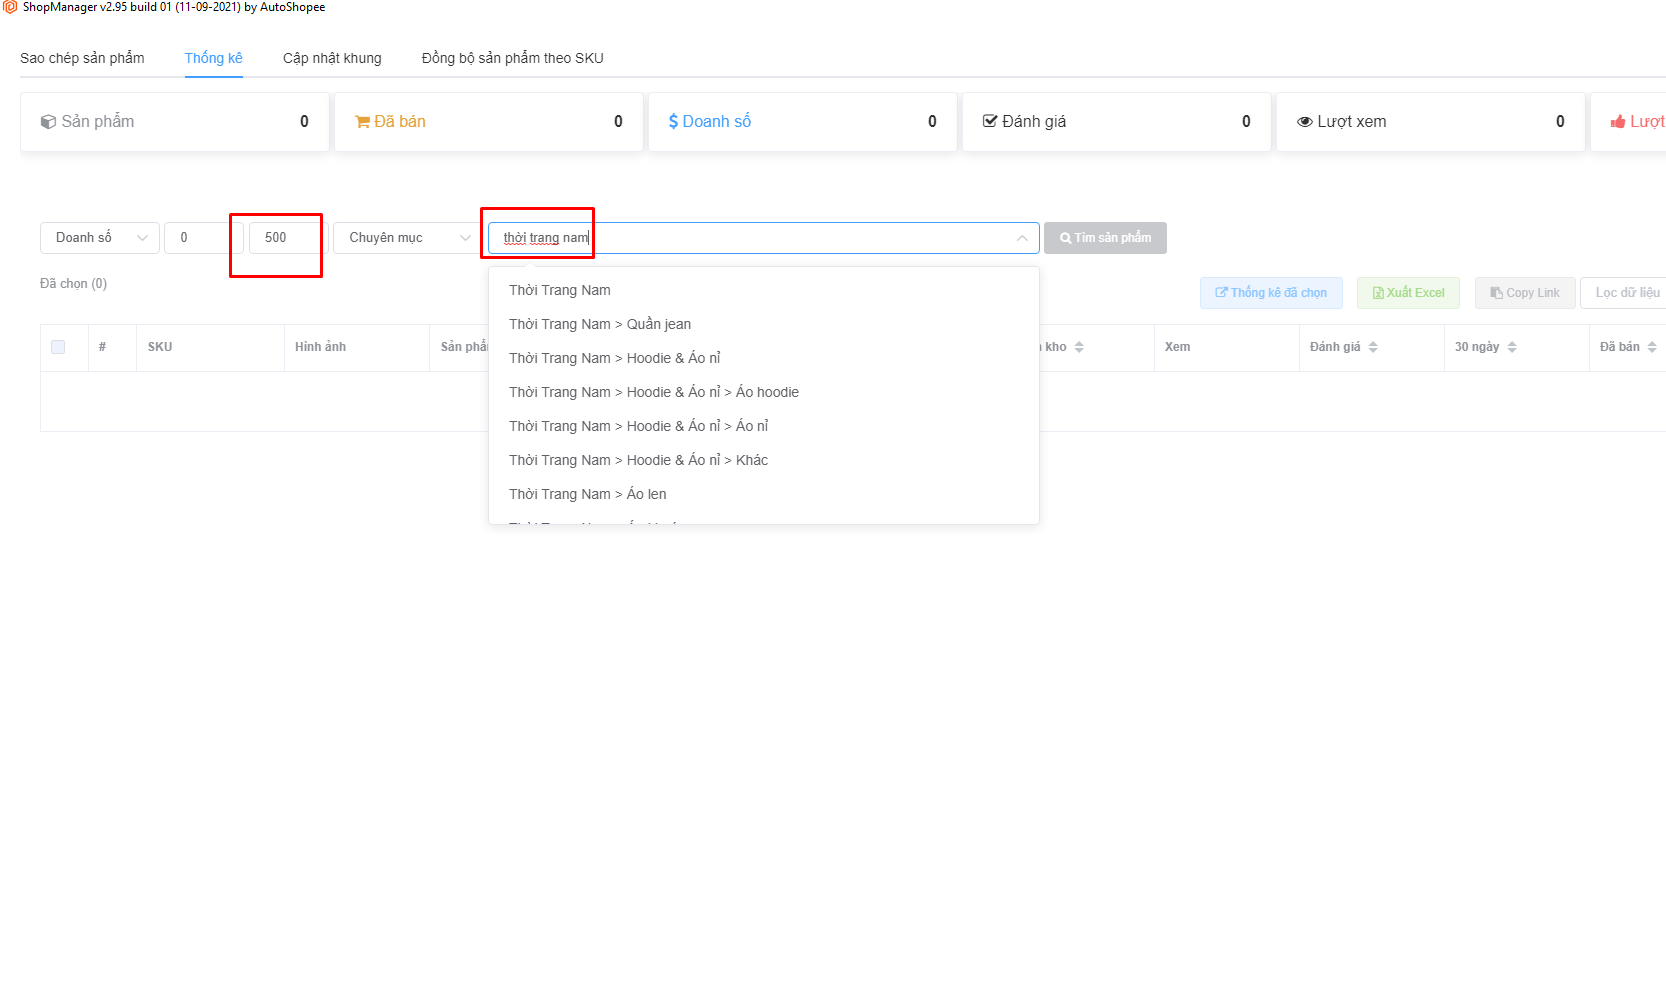 ShopManager v2.95 build 01 (11-09-2021) by AutoShopee
Sao chép sản phẩm Thống kê Cập nhật khung Đồng bộ sản phẩm theo SKU
Sản phẩm 0 Đã bán 0 $ Doanh số 0 Đánh giá 0 Lượt xem 0 Lượt
Doanh số 0 500 Chuyên mục thời trang nam Tìm sản phẩm
Đã chọn (0)
Thống kê đã chọn Xuất Excel Copy Link Lọc dữ liệu
# SKU Hình ảnh Sản phẩ kho Xem Đánh giá 30 ngày Đã bán
Thời Trang Nam
Thời Trang Nam > Quần jean
Thời Trang Nam > Hoodie & Áo nỉ
Thời Trang Nam > Hoodie & Áo nỉ > Áo hoodie
Thời Trang Nam > Hoodie & Áo nỉ > Áo nỉ
Thời Trang Nam > Hoodie & Áo nỉ > Khác
Thời Trang Nam > Áo len